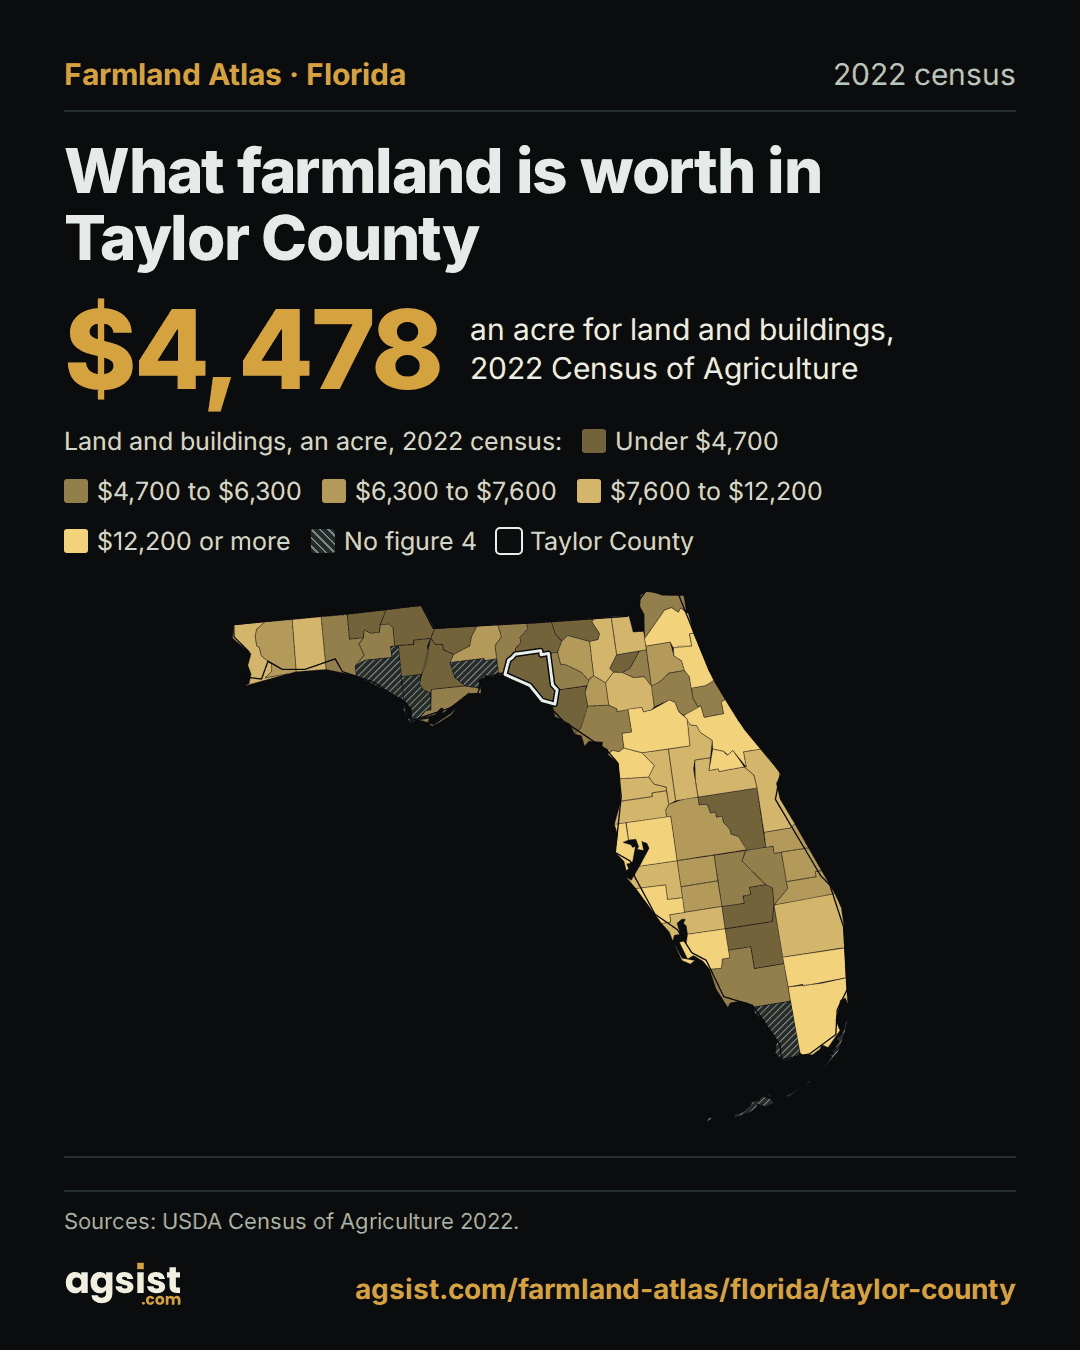 Farmland Atlas · Florida
2022 census
What farmland is worth in
Taylor County
$4,478
an acre for land and buildings,
2022 Census of Agriculture
Land and buildings, an acre, 2022 census: Under $4,700
$4,700 to $6,300 $6,300 to $7,600 $7,600 to $12,200
$12,200 or more No figure 4 Taylor County
Sources: USDA Census of Agriculture 2022.
agsist
.com
agsist.com/farmland-atlas/florida/taylor-county